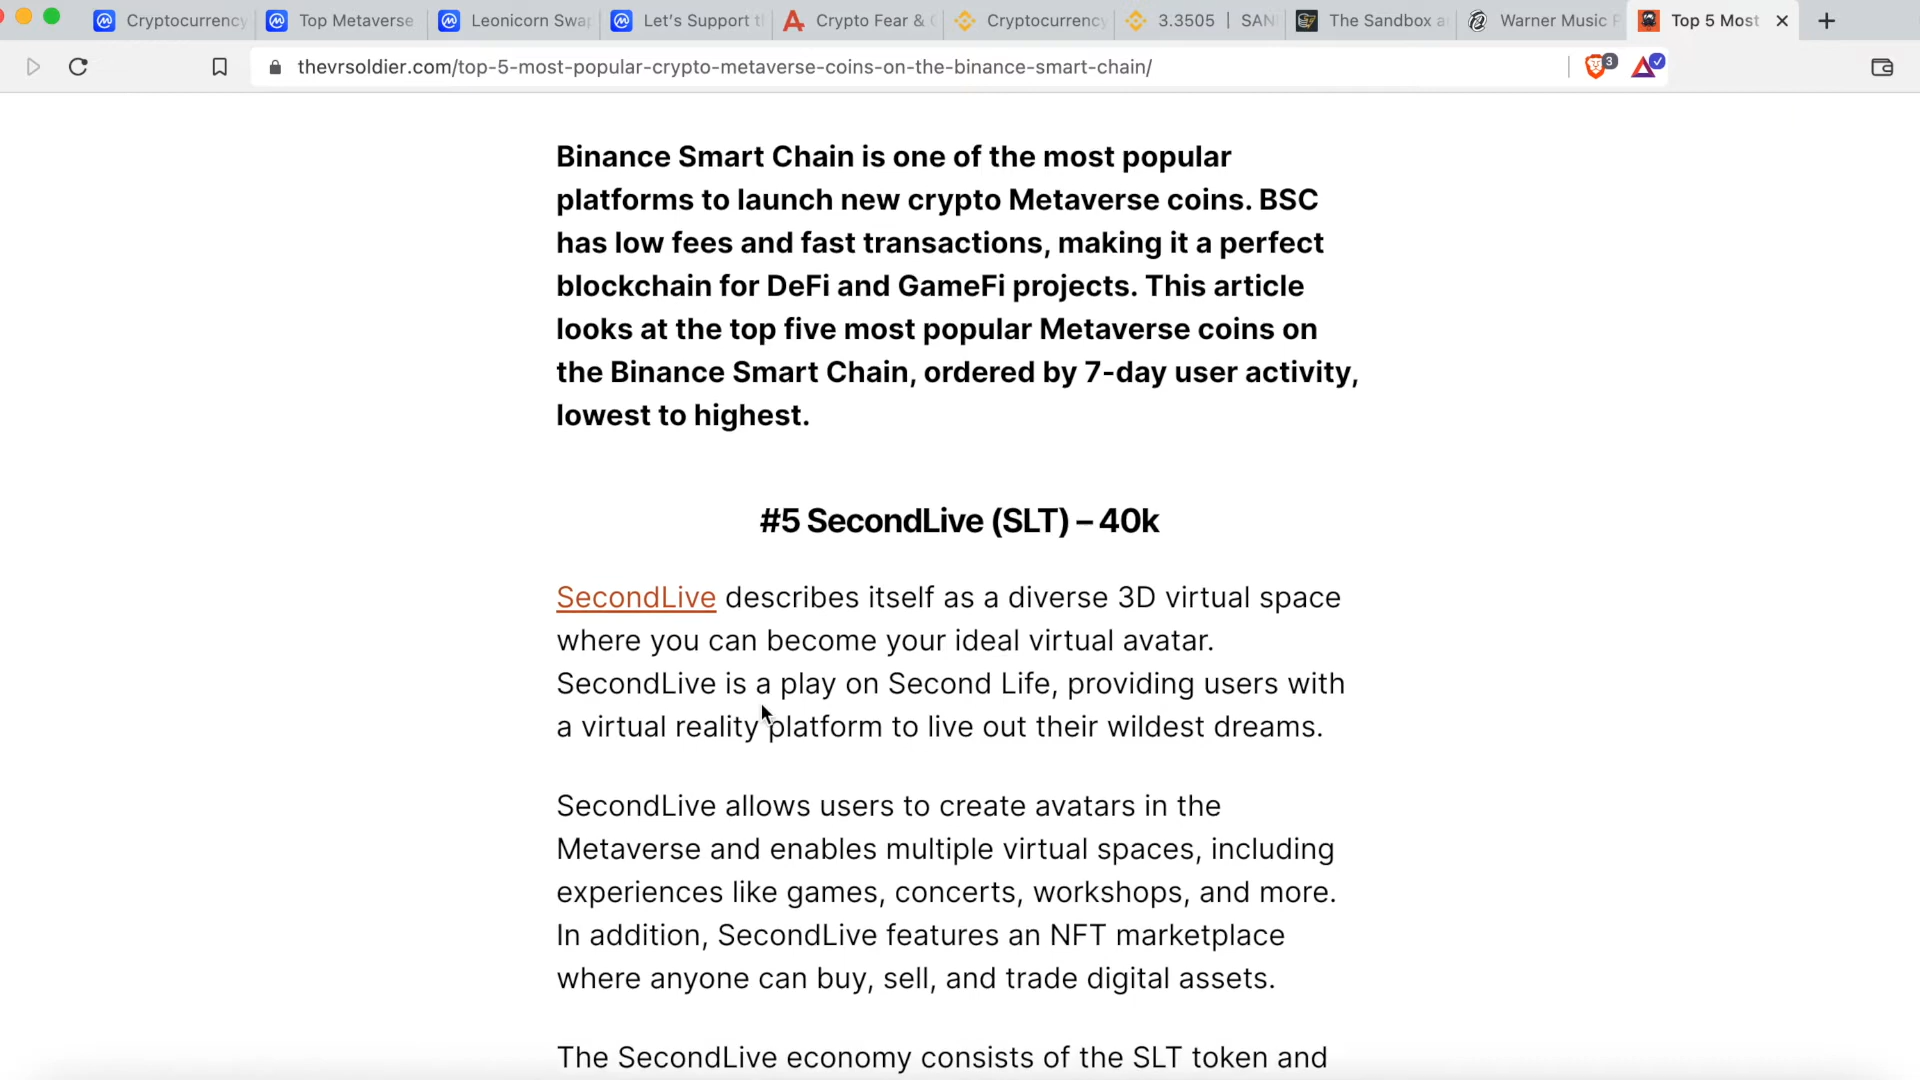 Cryptocurrency
Top Metaverse
Leonicorn Swap
Let's Support t
Crypto Fear &
Cryptocurrency
3.3505 | SAN
The Sandbox a
Warner Music
Top 5 Most
thevrsoldier.com/top-5-most-popular-crypto-metaverse-coins-on-the-binance-smart-chain/
3
Binance Smart Chain is one of the most popular
platforms to launch new crypto Metaverse coins. BSC
has low fees and fast transactions, making it a perfect
blockchain for DeFi and GameFi projects. This article
looks at the top five most popular Metaverse coins on
the Binance Smart Chain, ordered by 7-day user activity,
lowest to highest.
#5 SecondLive (SLT) – 40k
SecondLive describes itself as a diverse 3D virtual space
where you can become your ideal virtual avatar.
SecondLive is a play on Second Life, providing users with
a virtual reality platform to live out their wildest dreams.
SecondLive allows users to create avatars in the
Metaverse and enables multiple virtual spaces, including
experiences like games, concerts, workshops, and more.
In addition, SecondLive features an NFT marketplace
where anyone can buy, sell, and trade digital assets.
The SecondLive economy consists of the SLT token and